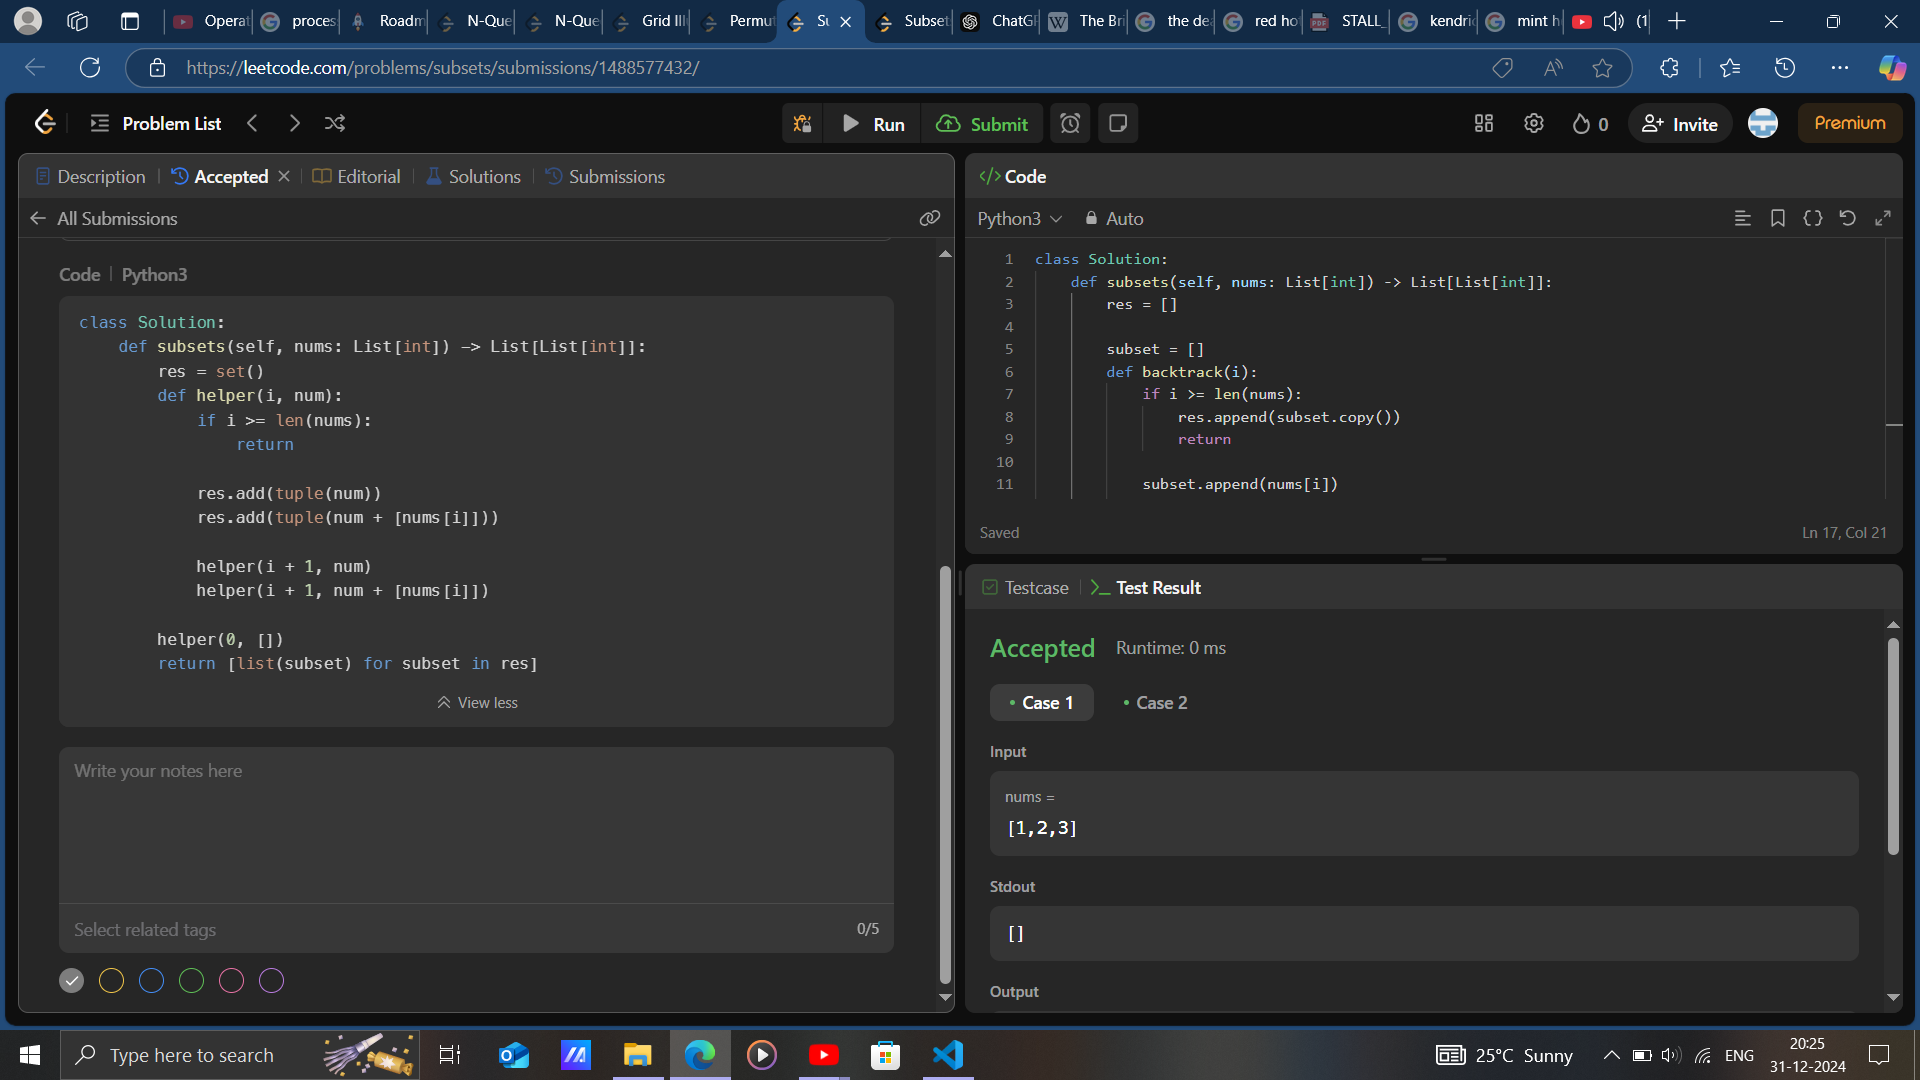 Operat
proces
Roadm
N-Que
N-Que
Grid Ill
Permut
Su
Subset
ChatGP
The Bri
the de
red ho
STALL_
kendric
mint h
(1
https://leetcode.com/problems/subsets/submissions/1488577432/
Problem List
Run
Submit
0
Invite
Premium
Description
Accepted
Editorial
Solutions
Submissions
All Submissions
Code | Python3
class Solution:
    def subsets(self, nums: List[int]) -> List[List[int]]:
        res = set()
        def helper(i, num):
            if i >= len(nums):
                return
            res.add(tuple(num))
            res.add(tuple(num + [nums[i]]))
            helper(i + 1, num)
            helper(i + 1, num + [nums[i]])
        helper(0, [])
        return [list(subset) for subset in res]
View less
Write your notes here
Select related tags
0/5
</> Code
Python3
Auto
1 class Solution:
2     def subsets(self, nums: List[int]) -> List[List[int]]:
3         res = []
4
5         subset = []
6         def backtrack(i):
7             if i >= len(nums):
8                 res.append(subset.copy())
9                 return
10
11             subset.append(nums[i])
Saved
Ln 17, Col 21
Testcase
Test Result
Accepted
Runtime: 0 ms
Case 1
Case 2
Input
nums =
[1,2,3]
Stdout
[]
Output
Type here to search
25°C Sunny
ENG
20:25
31-12-2024